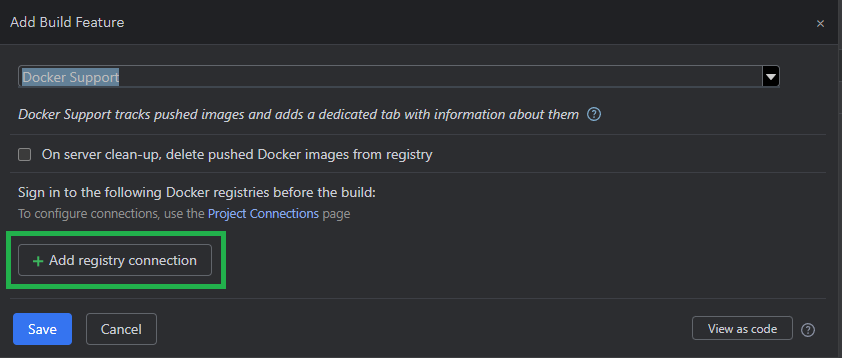 Add Build Feature
Docker Support
Docker Support tracks pushed images and adds a dedicated tab with information about them
On server clean-up, delete pushed Docker images from registry
Sign in to the following Docker registries before the build:
To configure connections, use the Project Connections page
+ Add registry connection
Save Cancel View as code